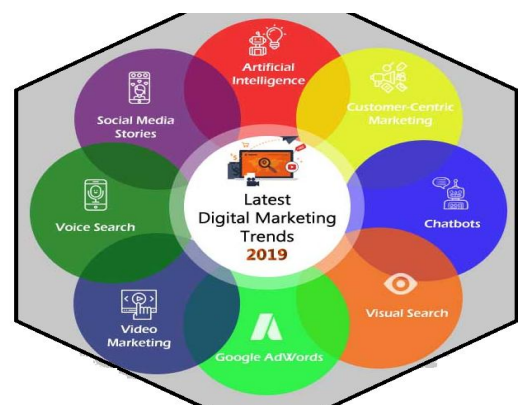 Artificial
Intelligence
Customer-Centric
Marketing
Chatbots
Visual Search
Google AdWords
Video
Marketing
Voice Search
Social Media
Stories
Latest
Digital Marketing
Trends
2019